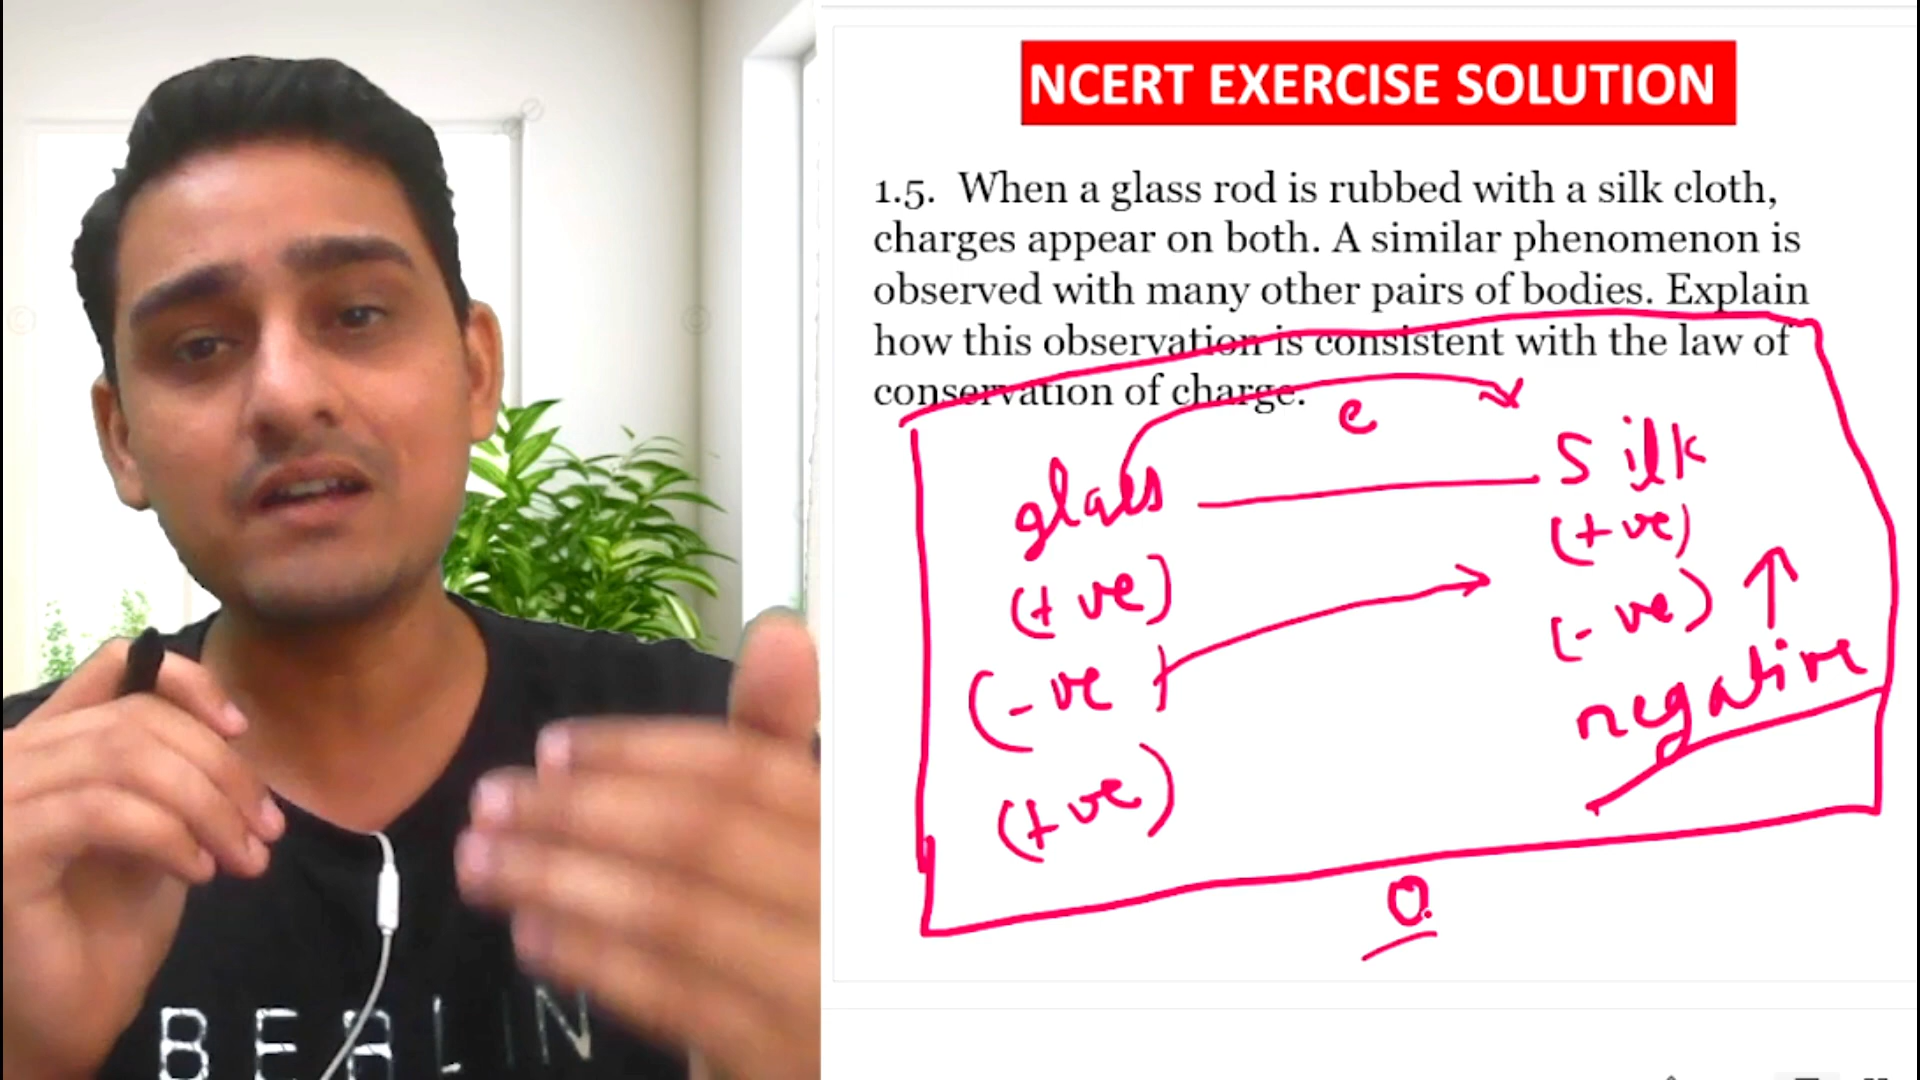 NCERT EXERCISE SOLUTION
1.5. When a glass rod is rubbed with a silk cloth,
charges appear on both. A similar phenomenon is
observed with many other pairs of bodies. Explain
how this observation is consistent with the law of
conservation of charge.
e
glass
Silk
(+ve)
(+ve)
(-ve)
(-ve)
negative
(+ve)
0
BERLIN